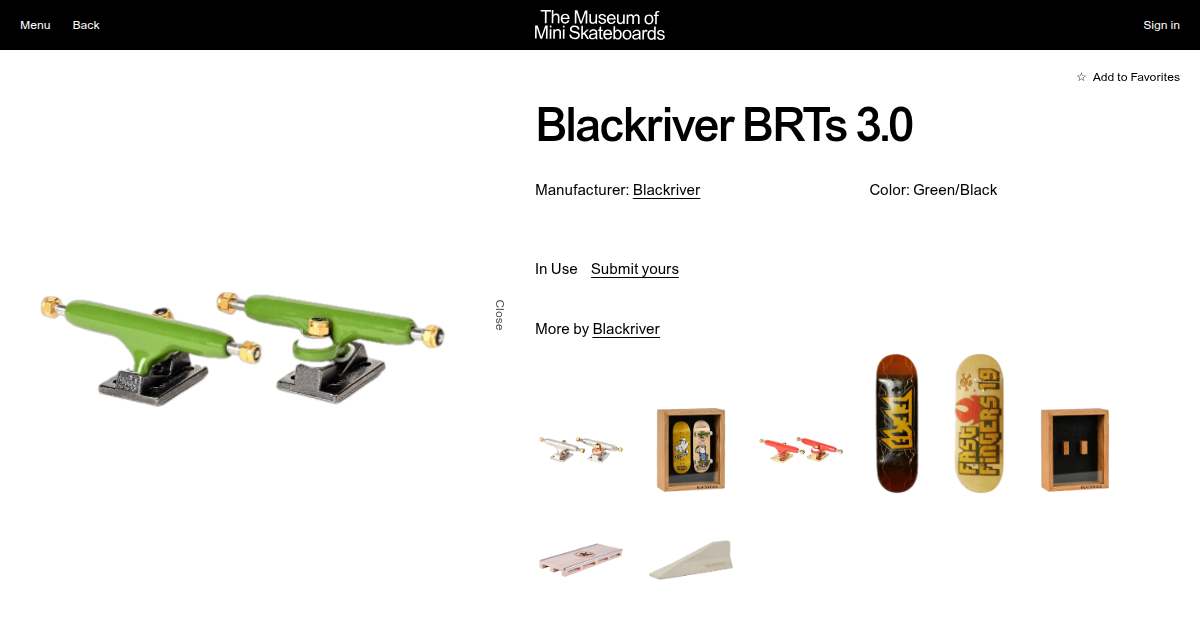 Menu
Back
The Museum of
Mini Skateboards
Sign in
☆ Add to Favorites
Blackriver BRTs 3.0
Manufacturer: Blackriver
Color: Green/Black
In Use
Submit yours
Close
More by Blackriver
FAST
FINGERS 19